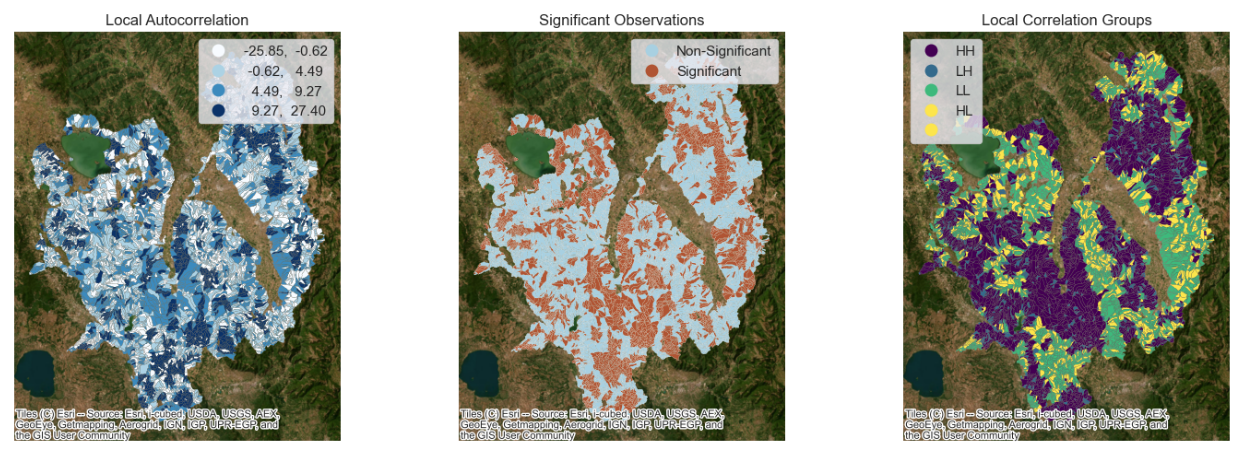 Local Autocorrelation
-25.85, -0.62
-0.62, 4.49
4.49, 9.27
9.27, 27.40
Tiles (C) Esri -- Source: Esri, i-cubed, USDA, USGS, AEX,
GeoEye, Getmapping, Aerogrid, IGN, IGP, UPR-EGP, and
the GIS User Community
Significant Observations
Non-Significant
Significant
Tiles (C) Esri -- Source: Esri, i-cubed, USDA, USGS, AEX,
GeoEye, Getmapping, Aerogrid, IGN, IGP, UPR-EGP, and
the GIS User Community
Local Correlation Groups
HH
LH
LL
HL
Tiles (C) Esri -- Source: Esri, i-cubed, USDA, USGS, AEX,
GeoEye, Getmapping, Aerogrid, IGN, IGP, UPR-EGP, and
the GIS User Community